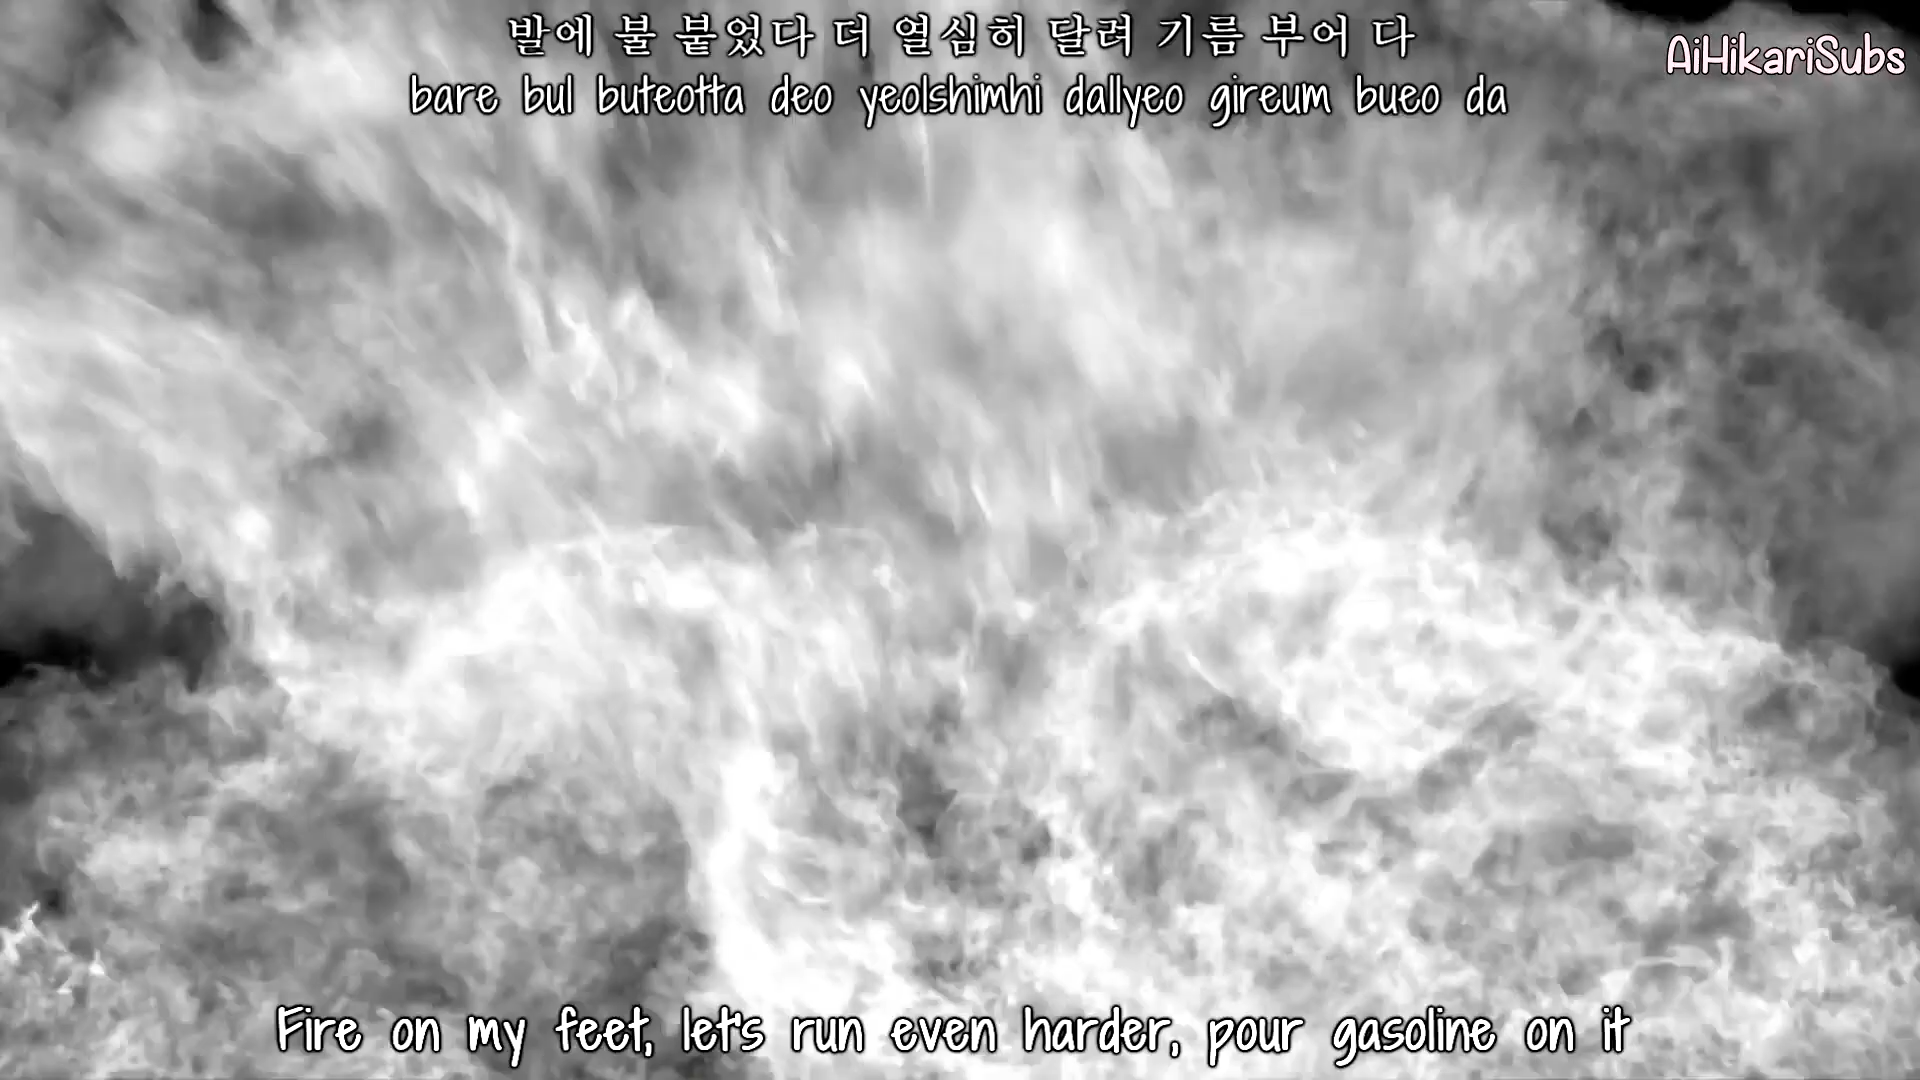 발에 불 붙었다 더 열심히 달려 기름 부어 다
AiHikariSubs
bare bul buteotta deo yeolshimhi dallyeo gireum bueo da
Fire on my feet, let's run even harder, pour gasoline on it